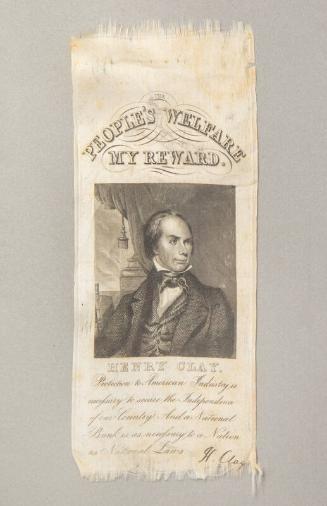 THE
PEOPLE'S WELFARE
MY REWARD.
HENRY CLAY.
Protection to American Industry is
necessary to secure the Independence
of our Country: And a National
Bank is as necessary to a Nation
as National Laws
H. Clay